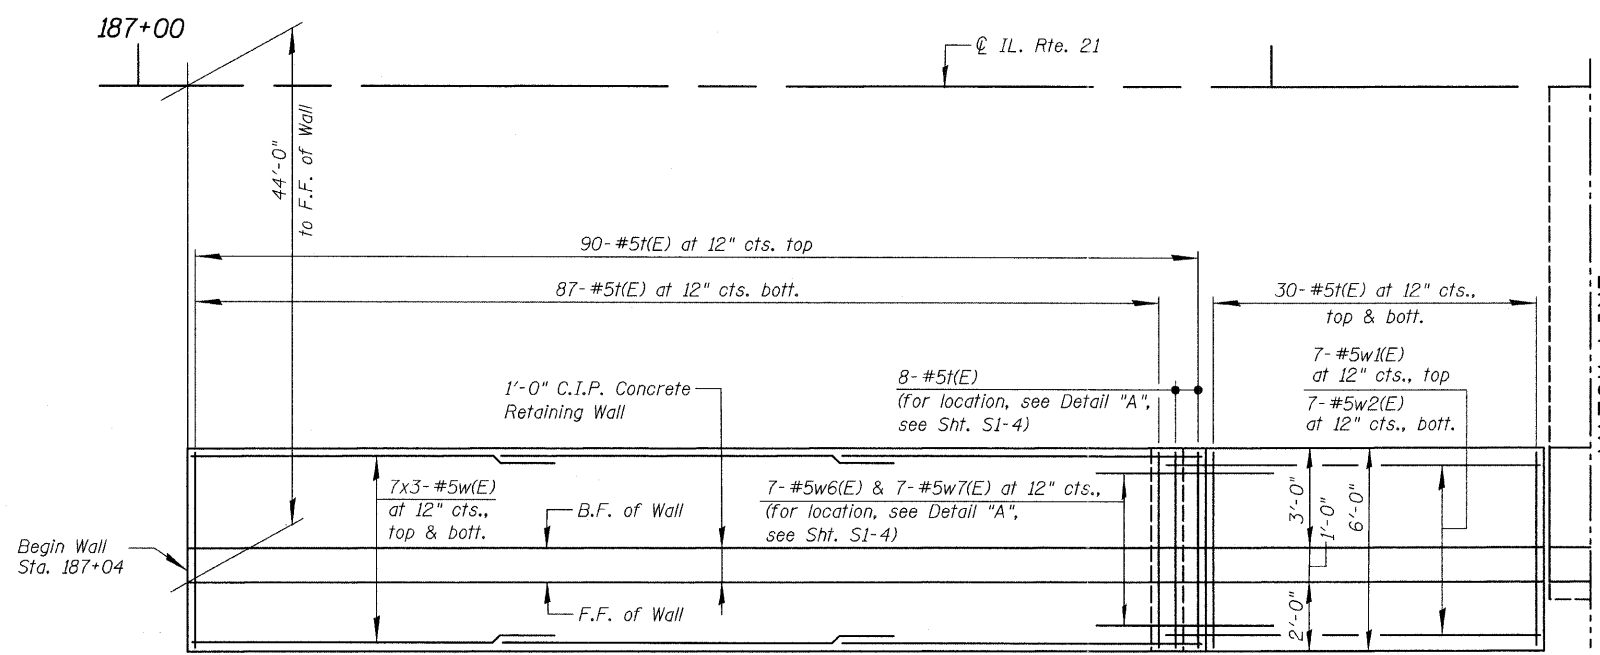 187+00
℄ IL. Rte. 21
44'-0"
to F.F. of Wall
90-#5t(E) at 12" cts. top
87-#5t(E) at 12" cts. bott.
30-#5t(E) at 12" cts.,
top & bott.
7-#5w1(E)
at 12" cts., top
7-#5w2(E)
at 12" cts., bott.
8-#5t(E)
(for location, see Detail "A",
see Sht. S1-4)
1'-0" C.I.P. Concrete
Retaining Wall
7x3-#5w(E)
at 12" cts.,
top & bott.
B.F. of Wall
7-#5w6(E) & 7-#5w7(E) at 12" cts.,
(for location, see Detail "A",
see Sht. S1-4)
3'-0"
1'-0"
6'-0"
Begin Wall
Sta. 187+04
F.F. of Wall
2'-0"